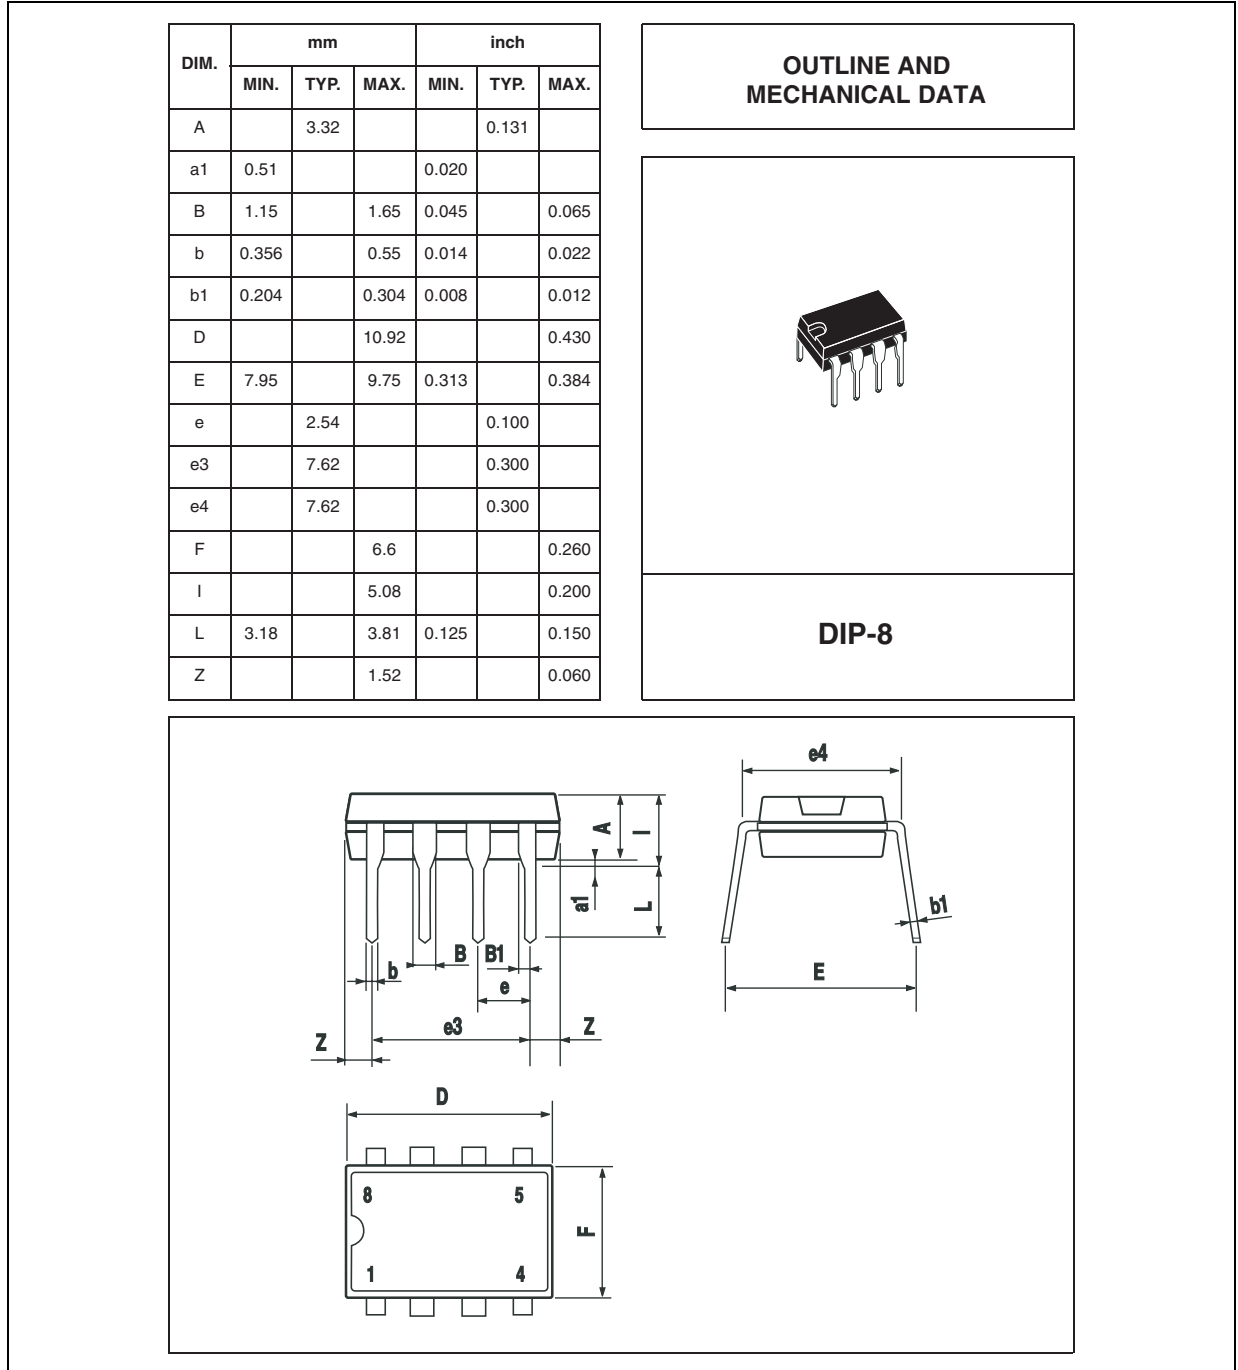 DIM. mm inch
MIN. TYP. MAX. MIN. TYP. MAX.
A 3.32 0.131
a1 0.51 0.020
B 1.15 1.65 0.045 0.065
b 0.356 0.55 0.014 0.022
b1 0.204 0.304 0.008 0.012
D 10.92 0.430
E 7.95 9.75 0.313 0.384
e 2.54 0.100
e3 7.62 0.300
e4 7.62 0.300
F 6.6 0.260
I 5.08 0.200
L 3.18 3.81 0.125 0.150
Z 1.52 0.060
OUTLINE AND
MECHANICAL DATA
DIP-8
e4
A I
a1 L
b1
b B B1
e
E
e3
Z Z
D
8 5
F
1 4